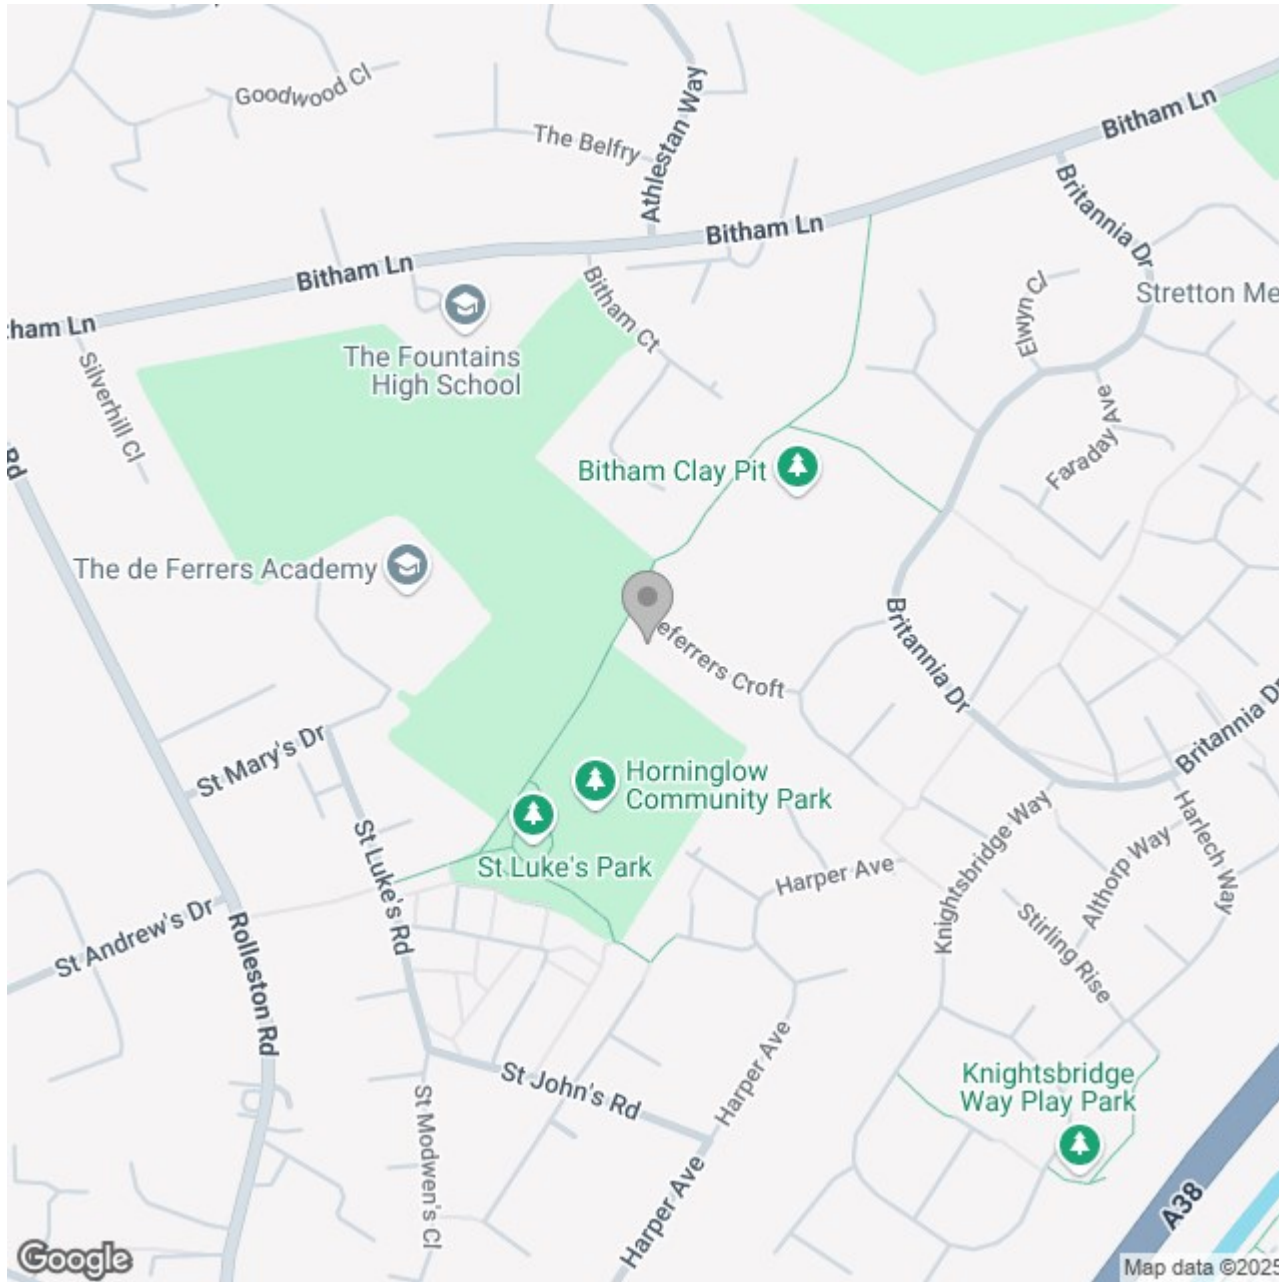 Goodwood Cl
The Belfry
Athlestan Way
Bitham Ln
Bitham Ln
Bitham Ln
Britannia Dr
Stretton Me
Elwyn Cl
Bitham Ct
tham Ln
Silverhill Cl
The Fountains
High School
Faraday Ave
Rd
Bitham Clay Pit
The de Ferrers Academy
eferrers Croft
Britannia Dr
Britannia Dr
St Mary's Dr
Horninglow
Community Park
St Luke's Park
St Luke's Rd
Harper Ave
Knightsbridge Way
Althorp Way
Harlech Way
St Andrew's Dr
Rolleston Rd
Stirling Rise
St John's Rd
Harper Ave
Knightsbridge
Way Play Park
St Modwen's Cl
Harper Ave
A38
Google
Map data ©2025